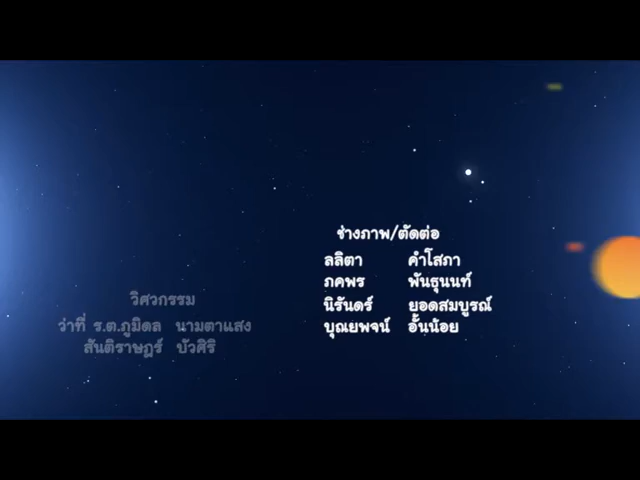 ช่างภาพ/ตัดต่อ
ลลิตา คำโสภา
ภคพร พันธุนนท์
นิรันดร์ ยอดสมบูรณ์
บุณยพจน์ อั้นน้อย
วิศวกรรม
ว่าที่ ร.ต.ภูมิดล นามตาแสง
สันติราษฎร์ บัวศิริ